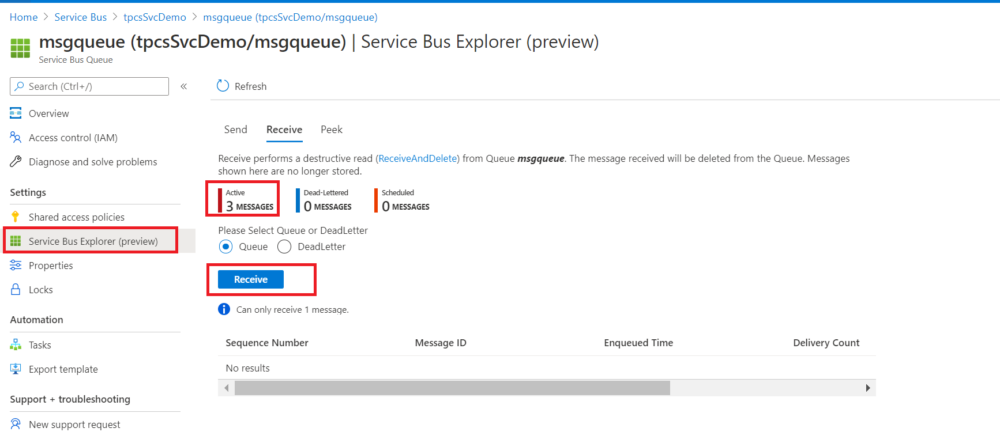 Home > Service Bus > tpcsSvcDemo > msgqueue (tpcsSvcDemo/msgqueue)
msgqueue (tpcsSvcDemo/msgqueue) | Service Bus Explorer (preview)
Service Bus Queue
Search (Ctrl+/)
«
Refresh
Overview
Access control (IAM)
Diagnose and solve problems
Settings
Shared access policies
Service Bus Explorer (preview)
Properties
Locks
Automation
Tasks
Export template
Support + troubleshooting
New support request
Send Receive Peek
Receive performs a destructive read (ReceiveAndDelete) from Queue msgqueue. The message received will be deleted from the Queue. Messages
shown here are no longer stored.
Active
3 MESSAGES
Dead-Lettered
0 MESSAGES
Scheduled
0 MESSAGES
Please Select Queue or DeadLetter
Queue DeadLetter
Receive
Can only receive 1 message.
Sequence Number Message ID Enqueued Time Delivery Count
No results